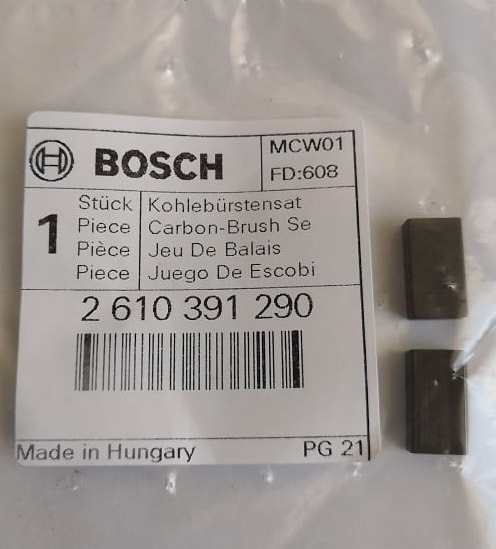 BOSCH
MCW01
FD:608
1
Stück Kohlebürstensat
Piece Carbon-Brush Se
Pièce Jeu De Balais
Piece Juego De Escobi
2 610 391 290
Made in Hungary PG 21